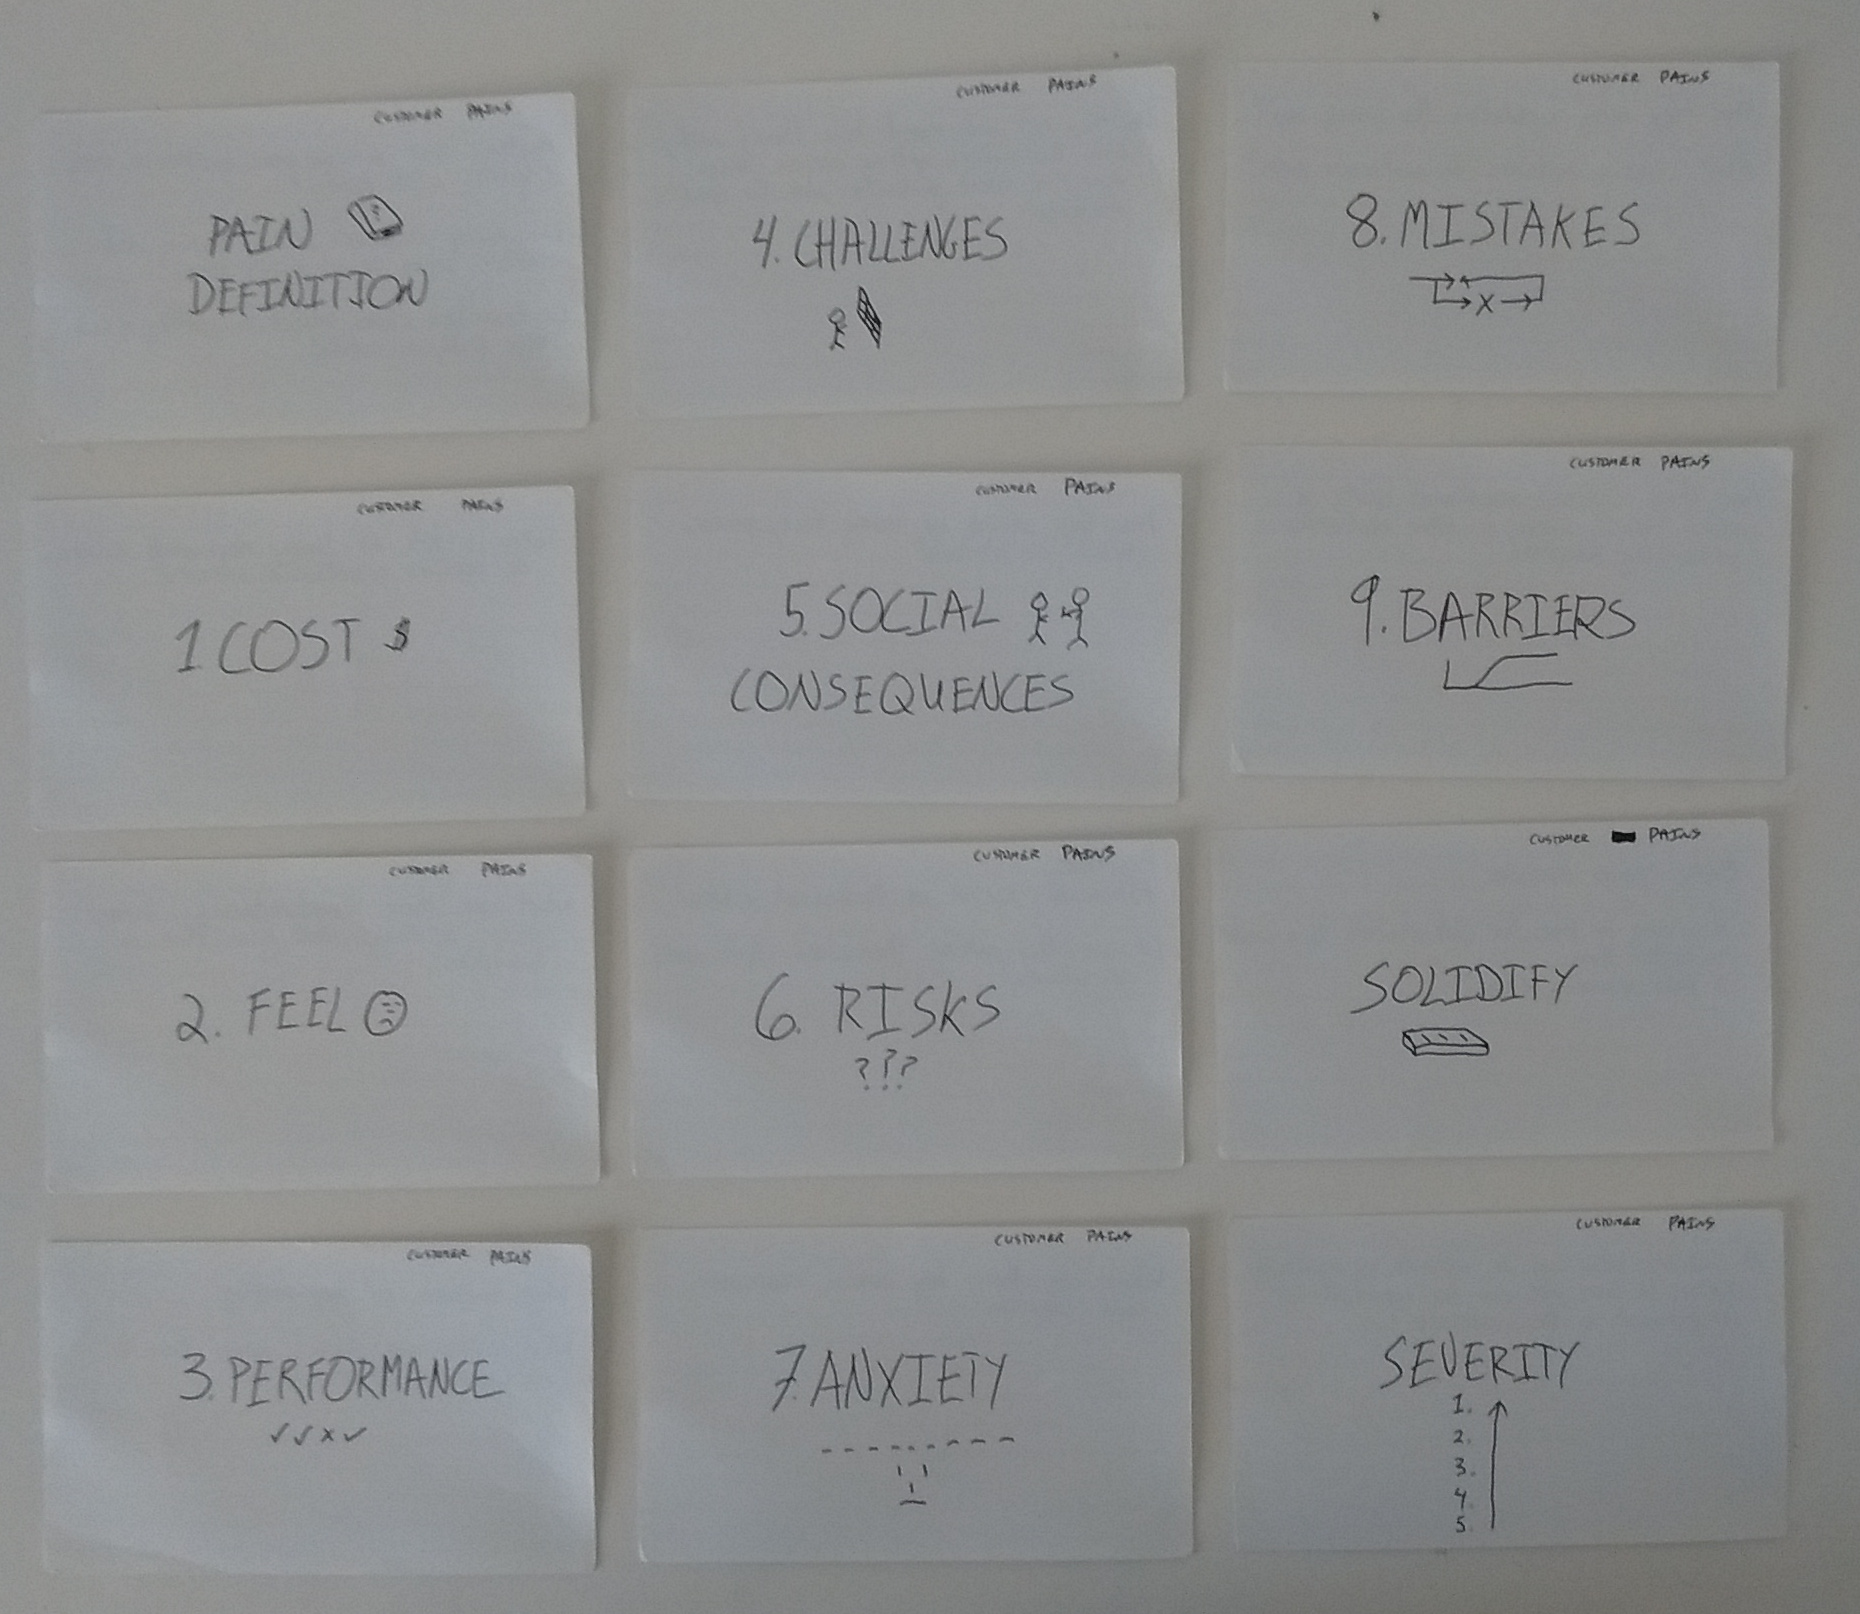 CUSTOMER PAINS
PAIN
DEFINITION
CUSTOMER PAINS
1 COST $
CUSTOMER PAINS
2. FEEL
CUSTOMER PAINS
3. PERFORMANCE
✓✓x✓
CUSTOMER PAINS
4. CHALLENGES
CUSTOMER PAINS
5. SOCIAL
CONSEQUENCES
CUSTOMER PAINS
6. RISKS
???
CUSTOMER PAINS
7. ANXIETY
CUSTOMER PAINS
8. MISTAKES
X
CUSTOMER PAINS
9. BARRIERS
CUSTOMER PAINS
SOLIDIFY
CUSTOMER PAINS
SEVERITY
1.
2.
3.
4.
5.